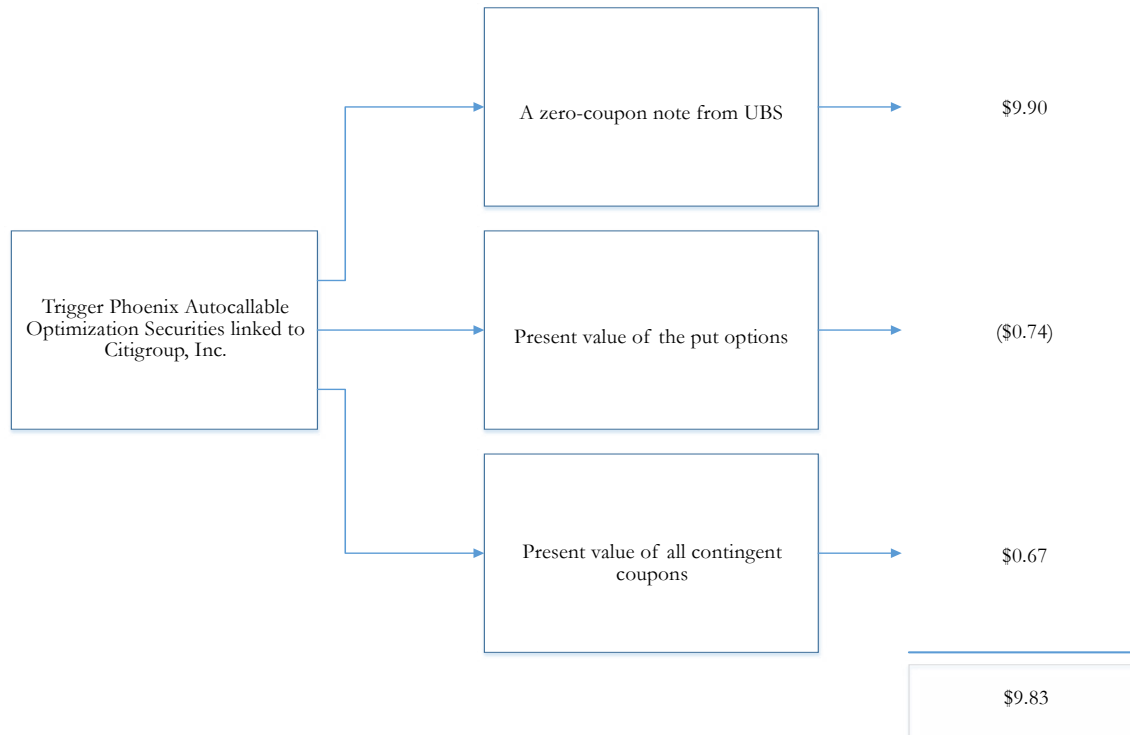 A zero-coupon note from UBS
$9.90
Trigger Phoenix Autocallable
Optimization Securities linked to
Citigroup, Inc.
Present value of the put options
($0.74)
Present value of all contingent
coupons
$0.67
$9.83